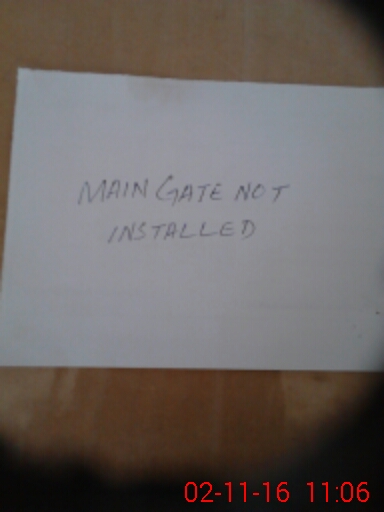 MAIN GATE NOT
INSTALLED
02-11-16 11:06